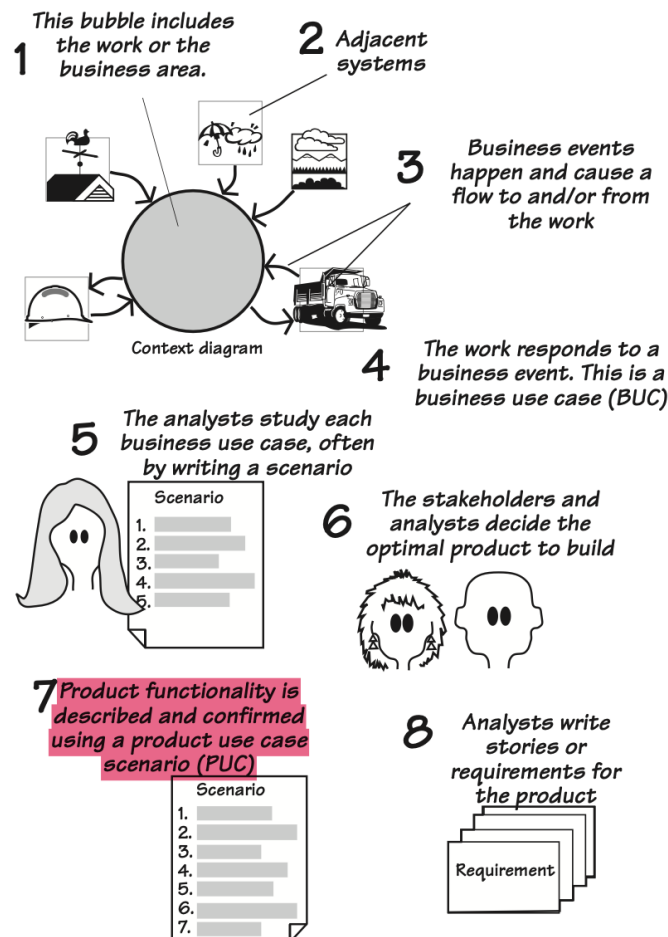 This bubble includes
1 the work or the
business area.
2 Adjacent
systems
3 Business events
happen and cause a
flow to and/or from
the work
Context diagram
4 The work responds to a
business event. This is a
business use case (BUC)
5 The analysts study each
business use case, often
by writing a scenario
Scenario
1.
2.
3.
4.
5.
6 The stakeholders and
analysts decide the
optimal product to build
7 Product functionality is
described and confirmed
using a product use case
scenario (PUC)
Scenario
1.
2.
3.
4.
5.
6.
7.
8 Analysts write
stories or
requirements for
the product
Requirement